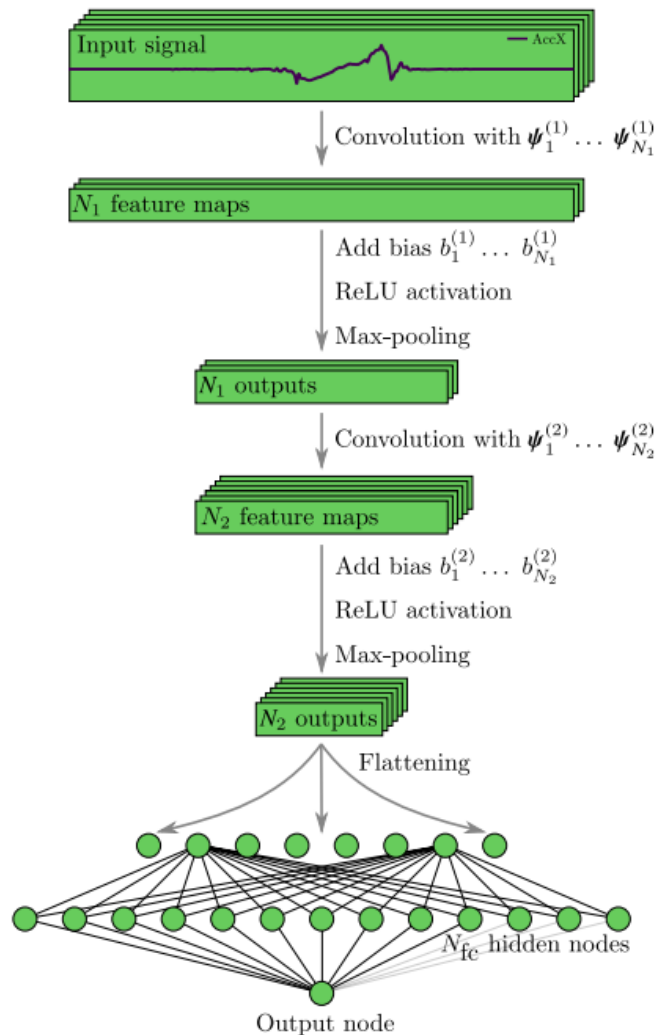 Input signal
AccX
Convolution with ψ₁⁽¹⁾ … ψ_{N₁}⁽¹⁾
N₁ feature maps
Add bias b₁⁽¹⁾ … b_{N₁}⁽¹⁾
ReLU activation
Max-pooling
N₁ outputs
Convolution with ψ₁⁽²⁾ … ψ_{N₂}⁽²⁾
N₂ feature maps
Add bias b₁⁽²⁾ … b_{N₂}⁽²⁾
ReLU activation
Max-pooling
N₂ outputs
Flattening
N_{fc} hidden nodes
Output node